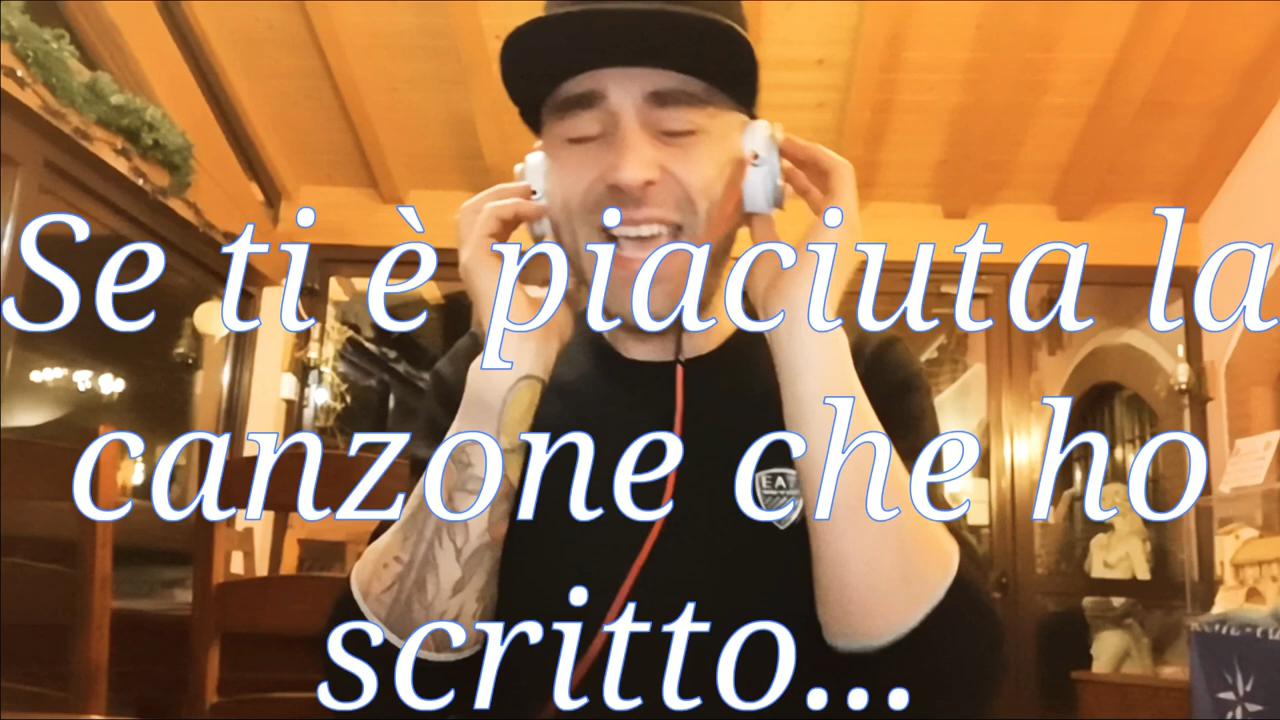 Se ti è piaciuta la
canzone che ho
scritto...